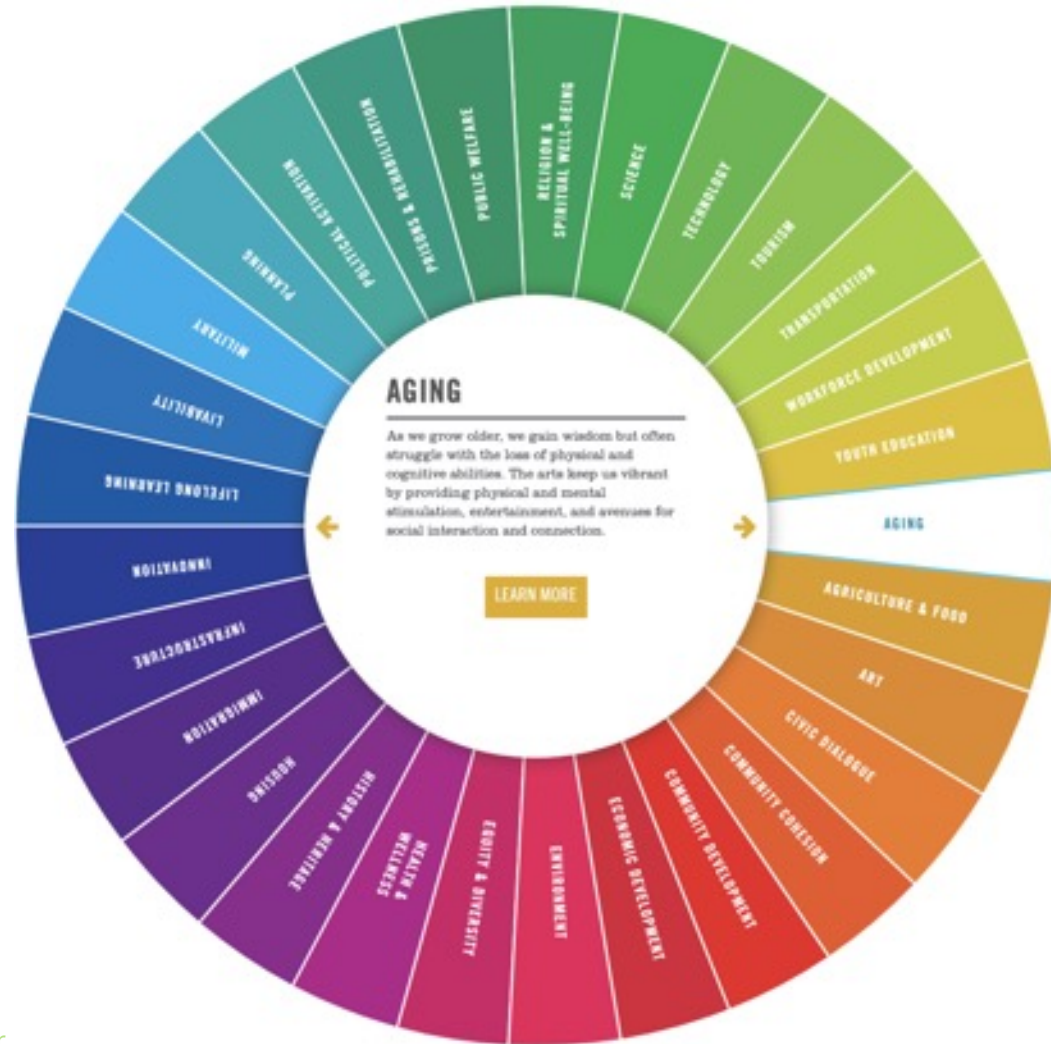 AGING
As we grow older, we gain wisdom but often
struggle with the loss of physical and
cognitive abilities. The arts keep us vibrant
by providing physical and mental
stimulation, entertainment, and avenues for
social interaction and connection.
LEARN MORE
AGING
AGRICULTURE & FOOD
ART
CIVIC DIALOGUE
COMMUNITY COHESION
COMMUNITY DEVELOPMENT
ECONOMIC DEVELOPMENT
ENVIRONMENT
EQUITY & DIVERSITY
HEALTH &
WELLNESS
HISTORY & HERITAGE
HOUSING
IMMIGRATION
INFRASTRUCTURE
INNOVATION
LIFELONG LEARNING
LIVABILITY
MILITARY
PLANNING
POLITICAL ACTIVATION
PRISONS & REHABILITATION
PUBLIC WELFARE
RELIGION &
SPIRITUAL WELL-BEING
SCIENCE
TECHNOLOGY
TOURISM
TRANSPORTATION
WORKFORCE DEVELOPMENT
YOUTH EDUCATION